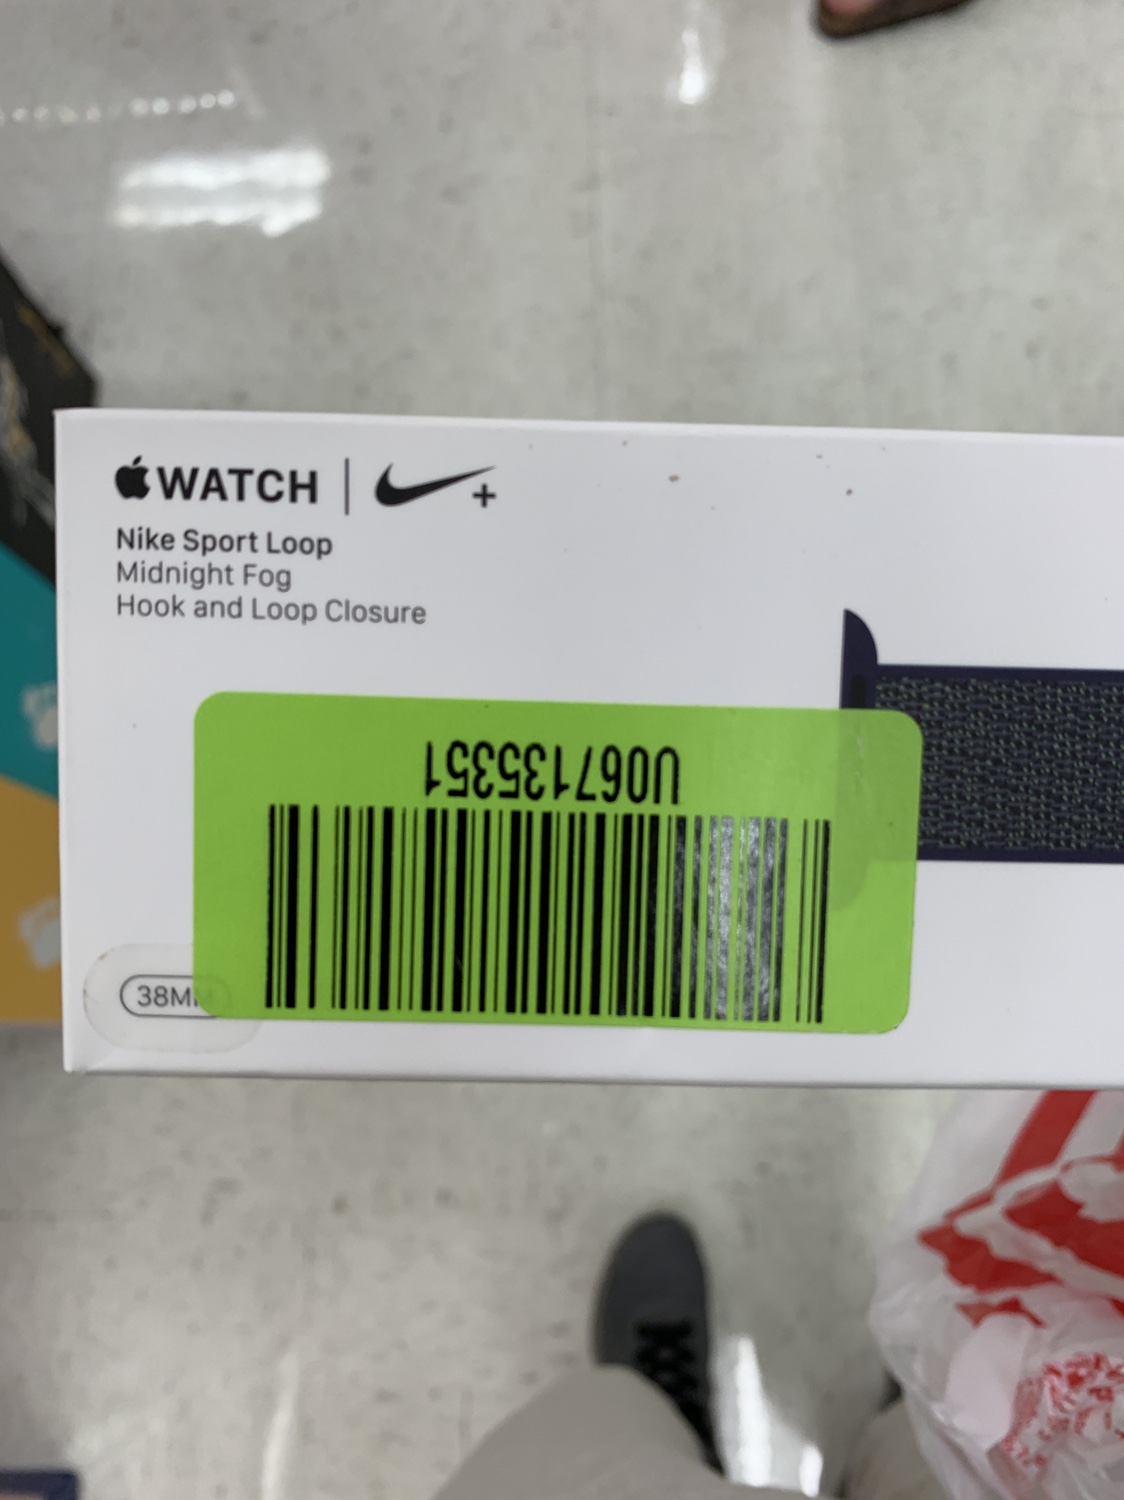 WATCH
Nike Sport Loop
Midnight Fog
Hook and Loop Closure
U067135351